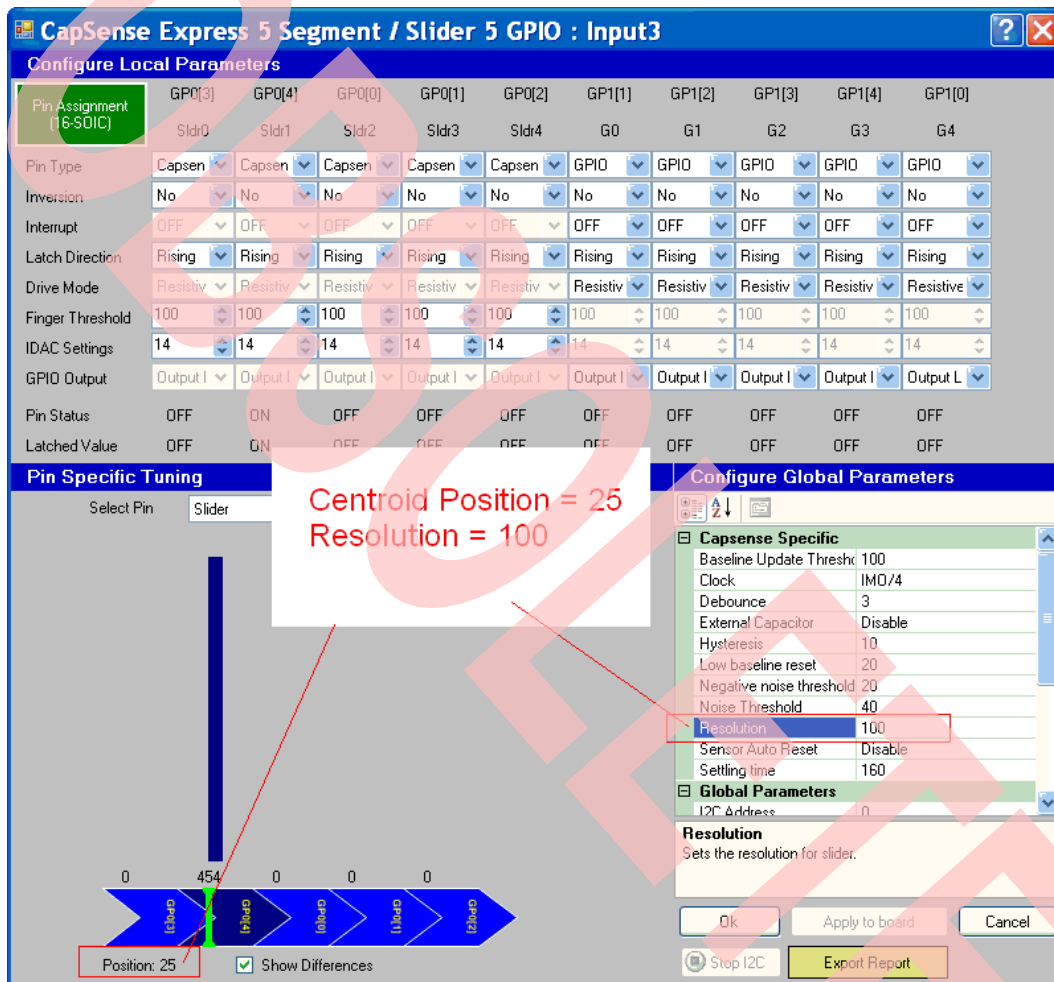 CapSense Express 5 Segment / Slider 5 GPIO : Input3
Configure Local Parameters
Pin Assignment (16-SOIC) GP0[3] GP0[4] GP0[0] GP0[1] GP0[2] GP1[1] GP1[2] GP1[3] GP1[4] GP1[0]
Sldr0 Sldr1 Sldr2 Sldr3 Sldr4 G0 G1 G2 G3 G4
Pin Type Capsen Capsen Capsen Capsen Capsen GPIO GPIO GPIO GPIO GPIO
Inversion No No No No No No No No No No
Interrupt OFF OFF OFF OFF OFF OFF OFF OFF OFF OFF
Latch Direction Rising Rising Rising Rising Rising Rising Rising Rising Rising Rising
Drive Mode Resistiv Resistiv Resistiv Resistiv Resistiv Resistiv Resistiv Resistiv Resistiv Resistive
Finger Threshold 100 100 100 100 100 100 100 100 100 100
IDAC Settings 14 14 14 14 14 14 14 14 14 14
GPIO Output Output l Output l Output l Output l Output l Output l Output l Output l Output l Output L
Pin Status OFF ON OFF OFF OFF OFF OFF OFF OFF OFF
Latched Value OFF ON OFF OFF OFF OFF OFF OFF OFF OFF
Pin Specific Tuning
Select Pin Slider
Centroid Position = 25
Resolution = 100
0 454 0 0 0
GP0[3] GP0[4] GP0[0] GP0[1] GP0[2]
Position: 25 Show Differences
Configure Global Parameters
Capsense Specific
Baseline Update Thresho 100
Clock IMO/4
Debounce 3
External Capacitor Disable
Hysteresis 10
Low baseline reset 20
Negative noise threshold 20
Noise Threshold 40
Resolution 100
Sensor Auto Reset Disable
Settling time 160
Global Parameters
I2C Address 0
Resolution
Sets the resolution for slider.
Ok Apply to board Cancel
Stop I2C Export Report
OBSOLETE